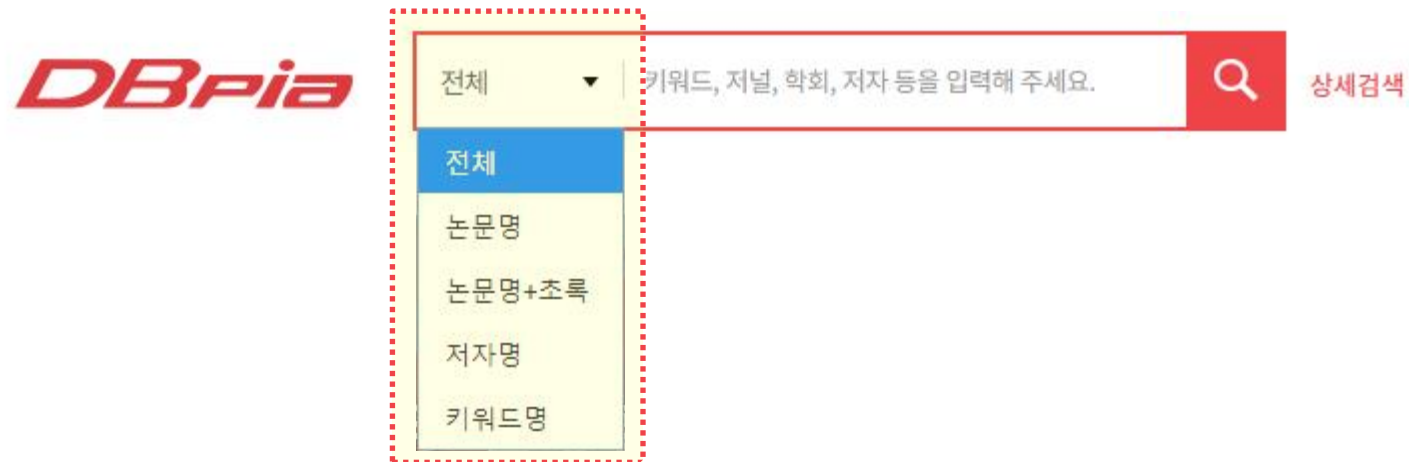 DBpia
전체 ▼ 키워드, 저널, 학회, 저자 등을 입력해 주세요.
상세검색
전체
논문명
논문명+초록
저자명
키워드명